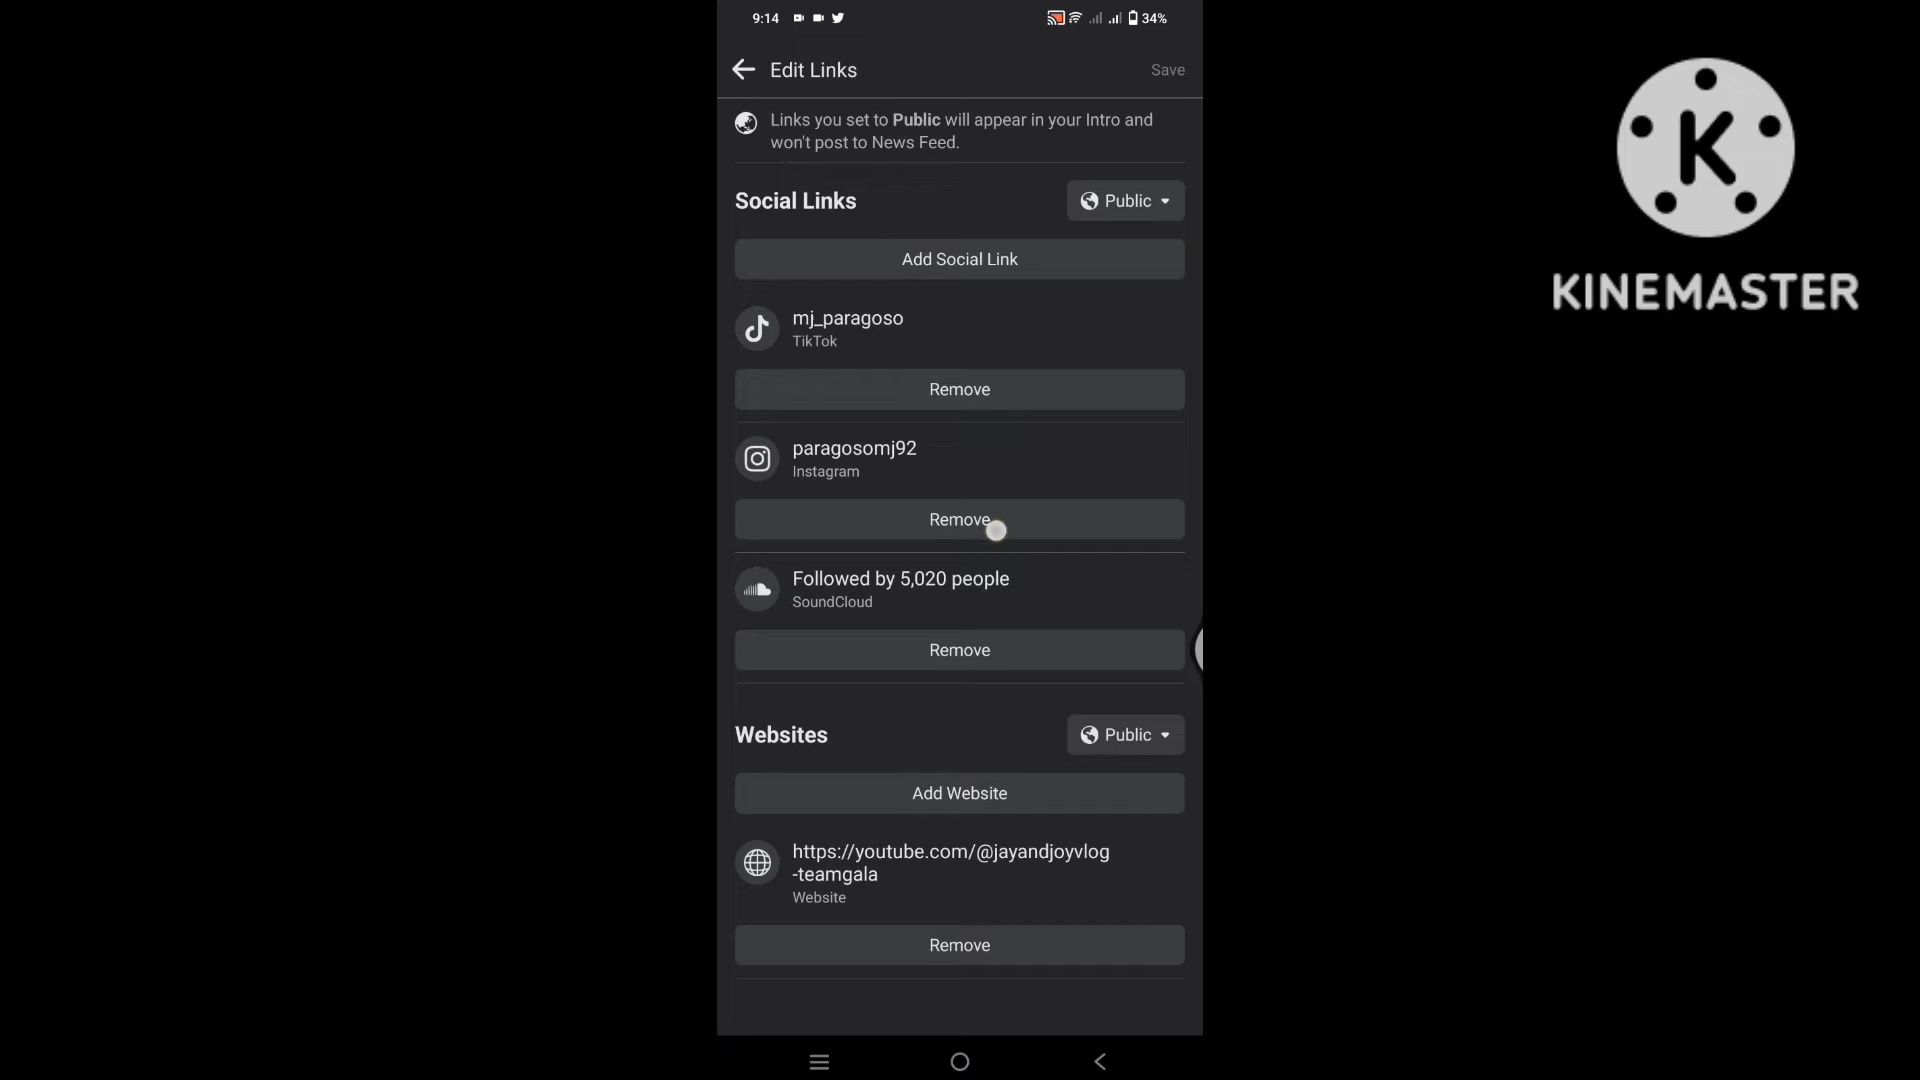 9:14
34%
Edit Links
Save
Links you set to Public will appear in your Intro and
won't post to News Feed.
Social Links
Public
Add Social Link
mj_paragoso
TikTok
Remove
paragosomj92
Instagram
Remove
Followed by 5,020 people
SoundCloud
Remove
Websites
Public
Add Website
https://youtube.com/@jayandjoyvlog
-teamgala
Website
Remove
K
KINEMASTER